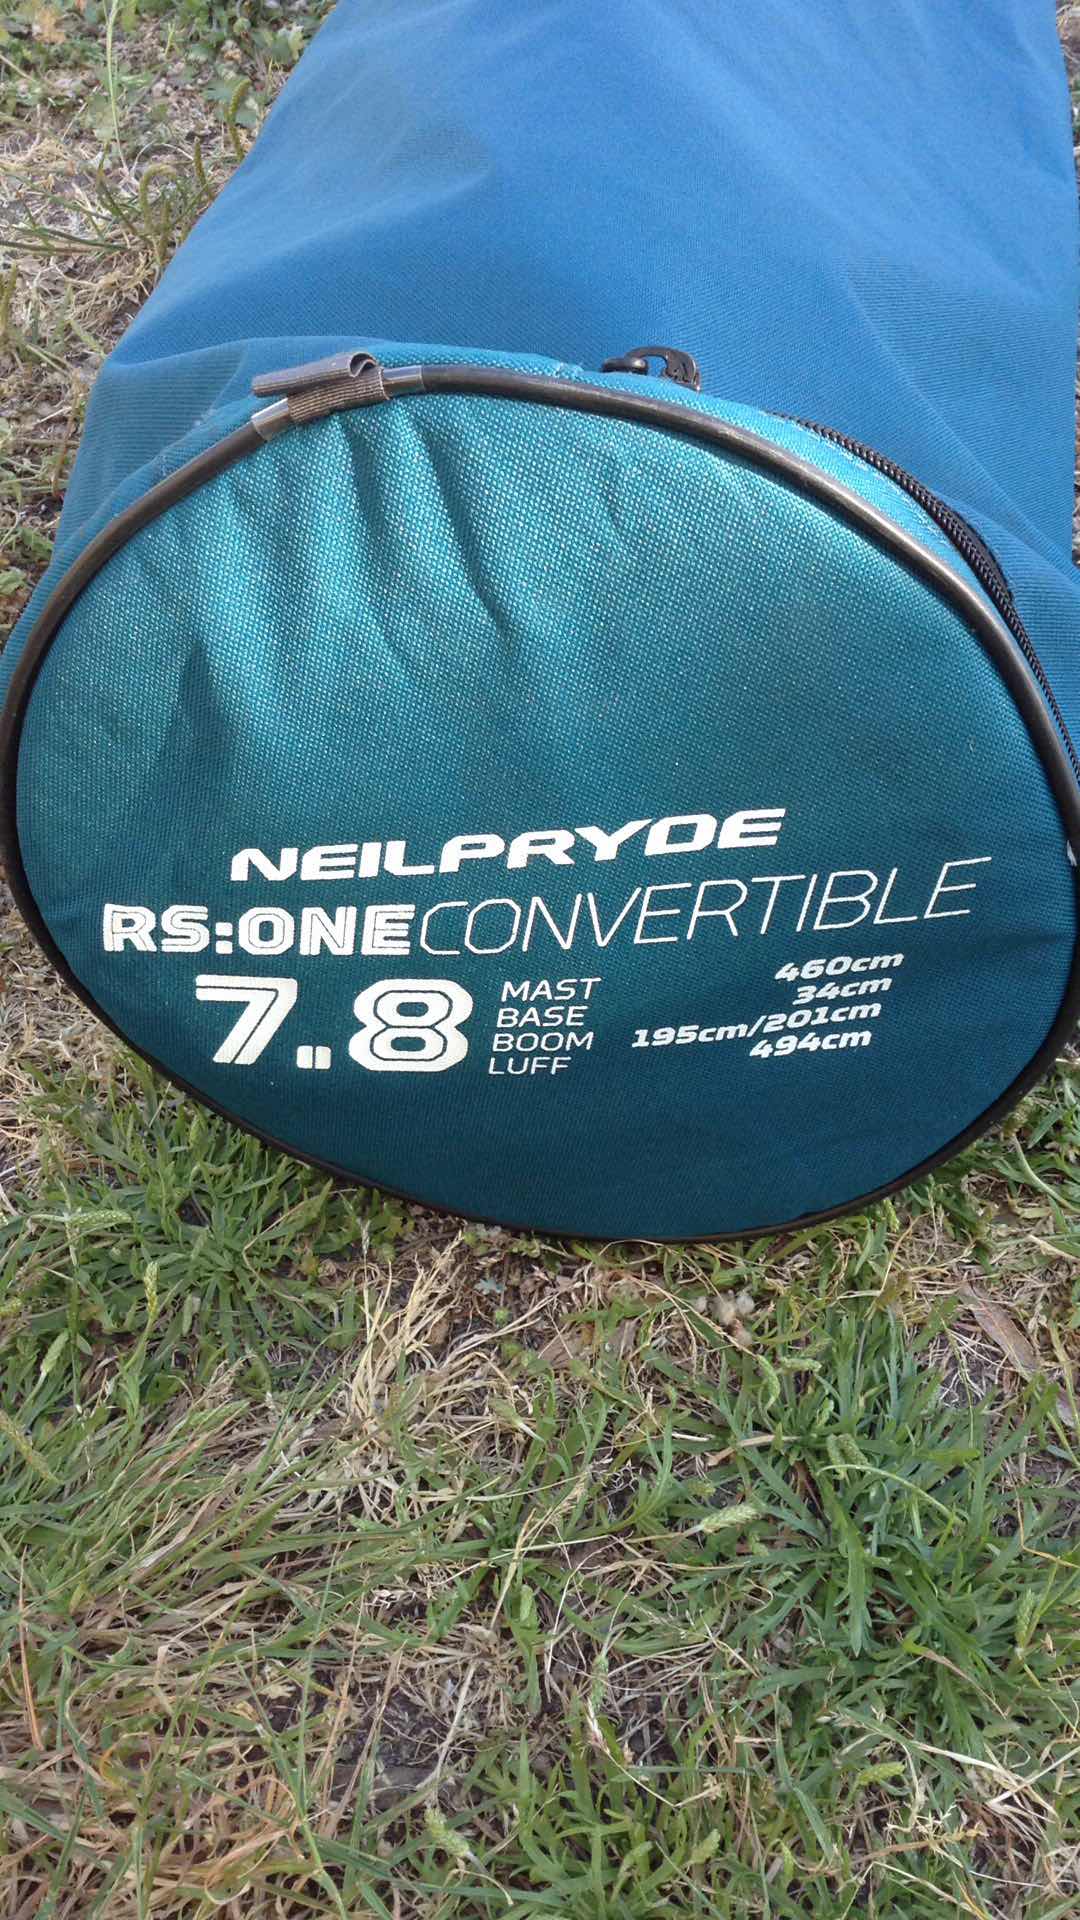 NEILPRYDE
RS:ONECONVERTIBLE
7.8
MAST 460cm
BASE 34cm
BOOM 195cm/201cm
LUFF 494cm